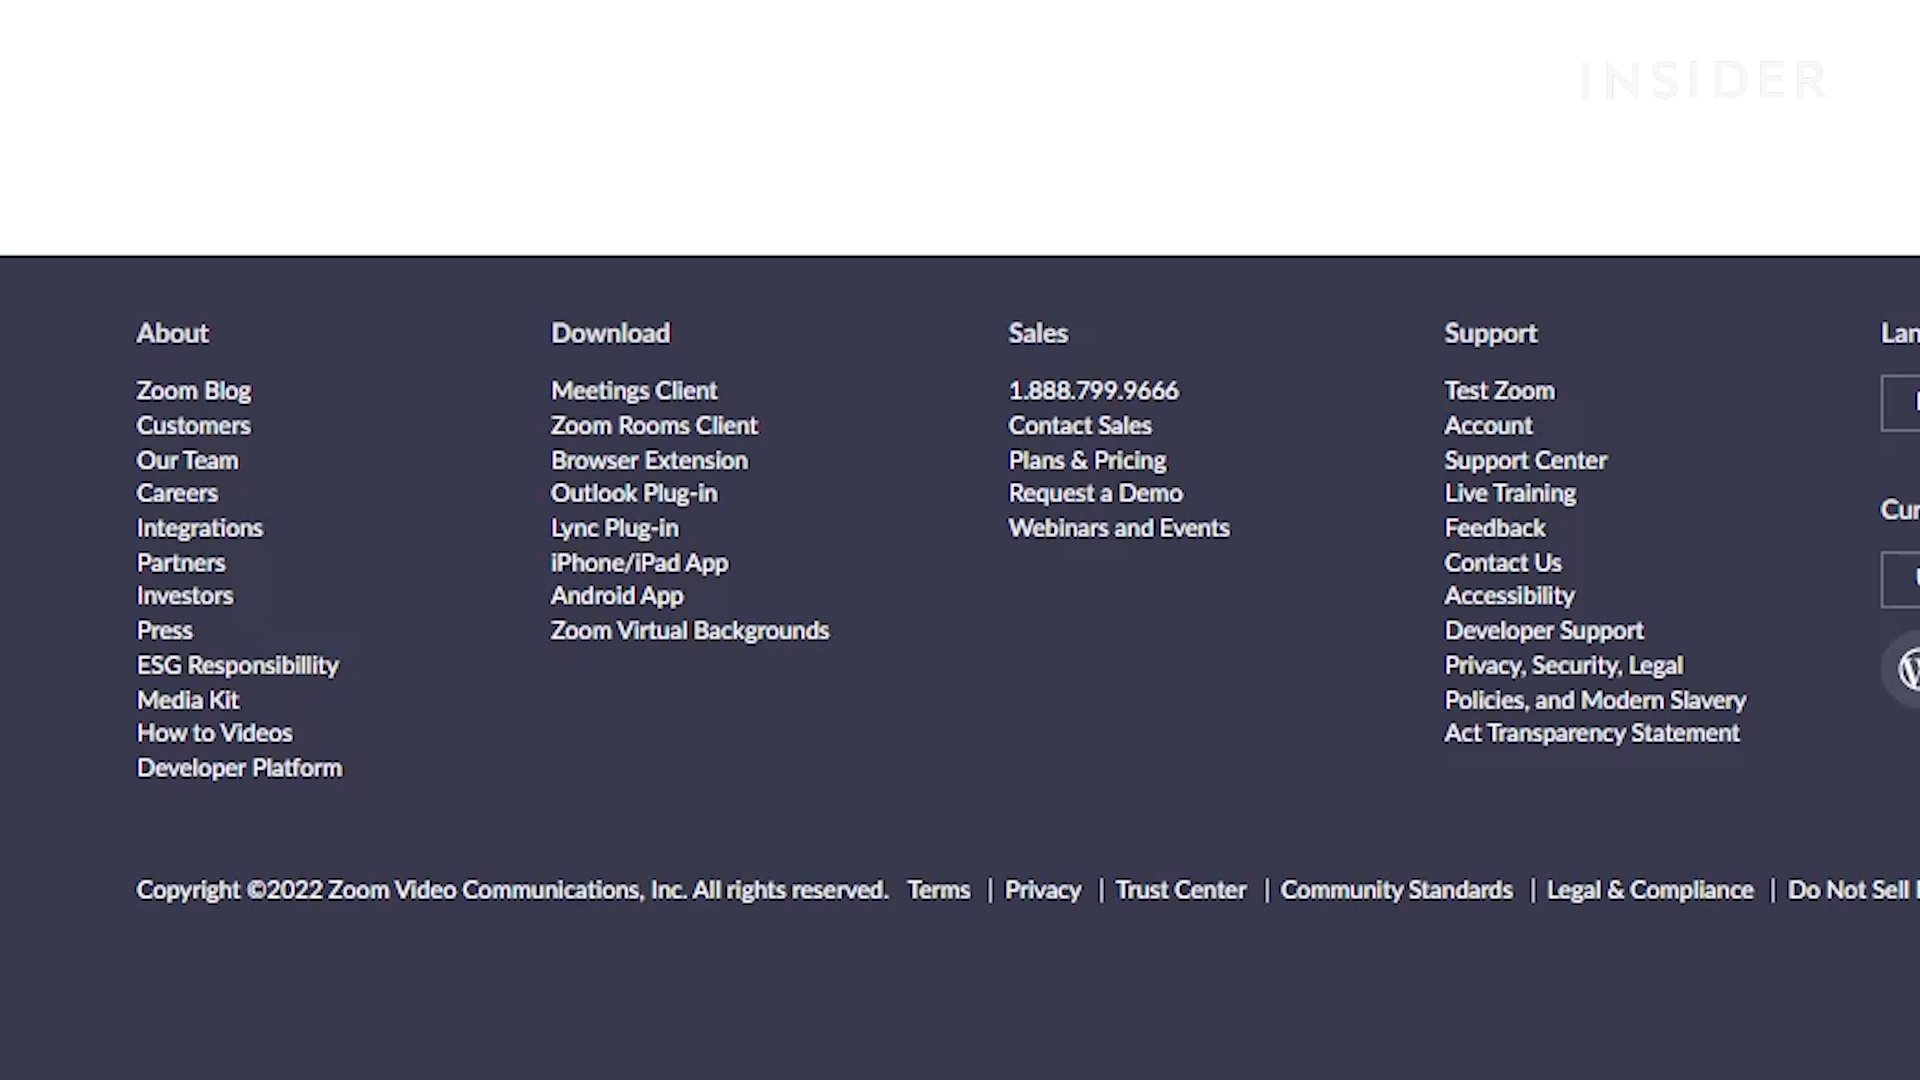 INSIDER
About
Zoom Blog
Customers
Our Team
Careers
Integrations
Partners
Investors
Press
ESG Responsibillity
Media Kit
How to Videos
Developer Platform
Download
Meetings Client
Zoom Rooms Client
Browser Extension
Outlook Plug-in
Lync Plug-in
iPhone/iPad App
Android App
Zoom Virtual Backgrounds
Sales
1.888.799.9666
Contact Sales
Plans & Pricing
Request a Demo
Webinars and Events
Support
Test Zoom
Account
Support Center
Live Training
Feedback
Contact Us
Accessibility
Developer Support
Privacy, Security, Legal
Policies, and Modern Slavery
Act Transparency Statement
Lan
Cur
Copyright ©2022 Zoom Video Communications, Inc. All rights reserved. Terms | Privacy | Trust Center | Community Standards | Legal & Compliance | Do Not Sell